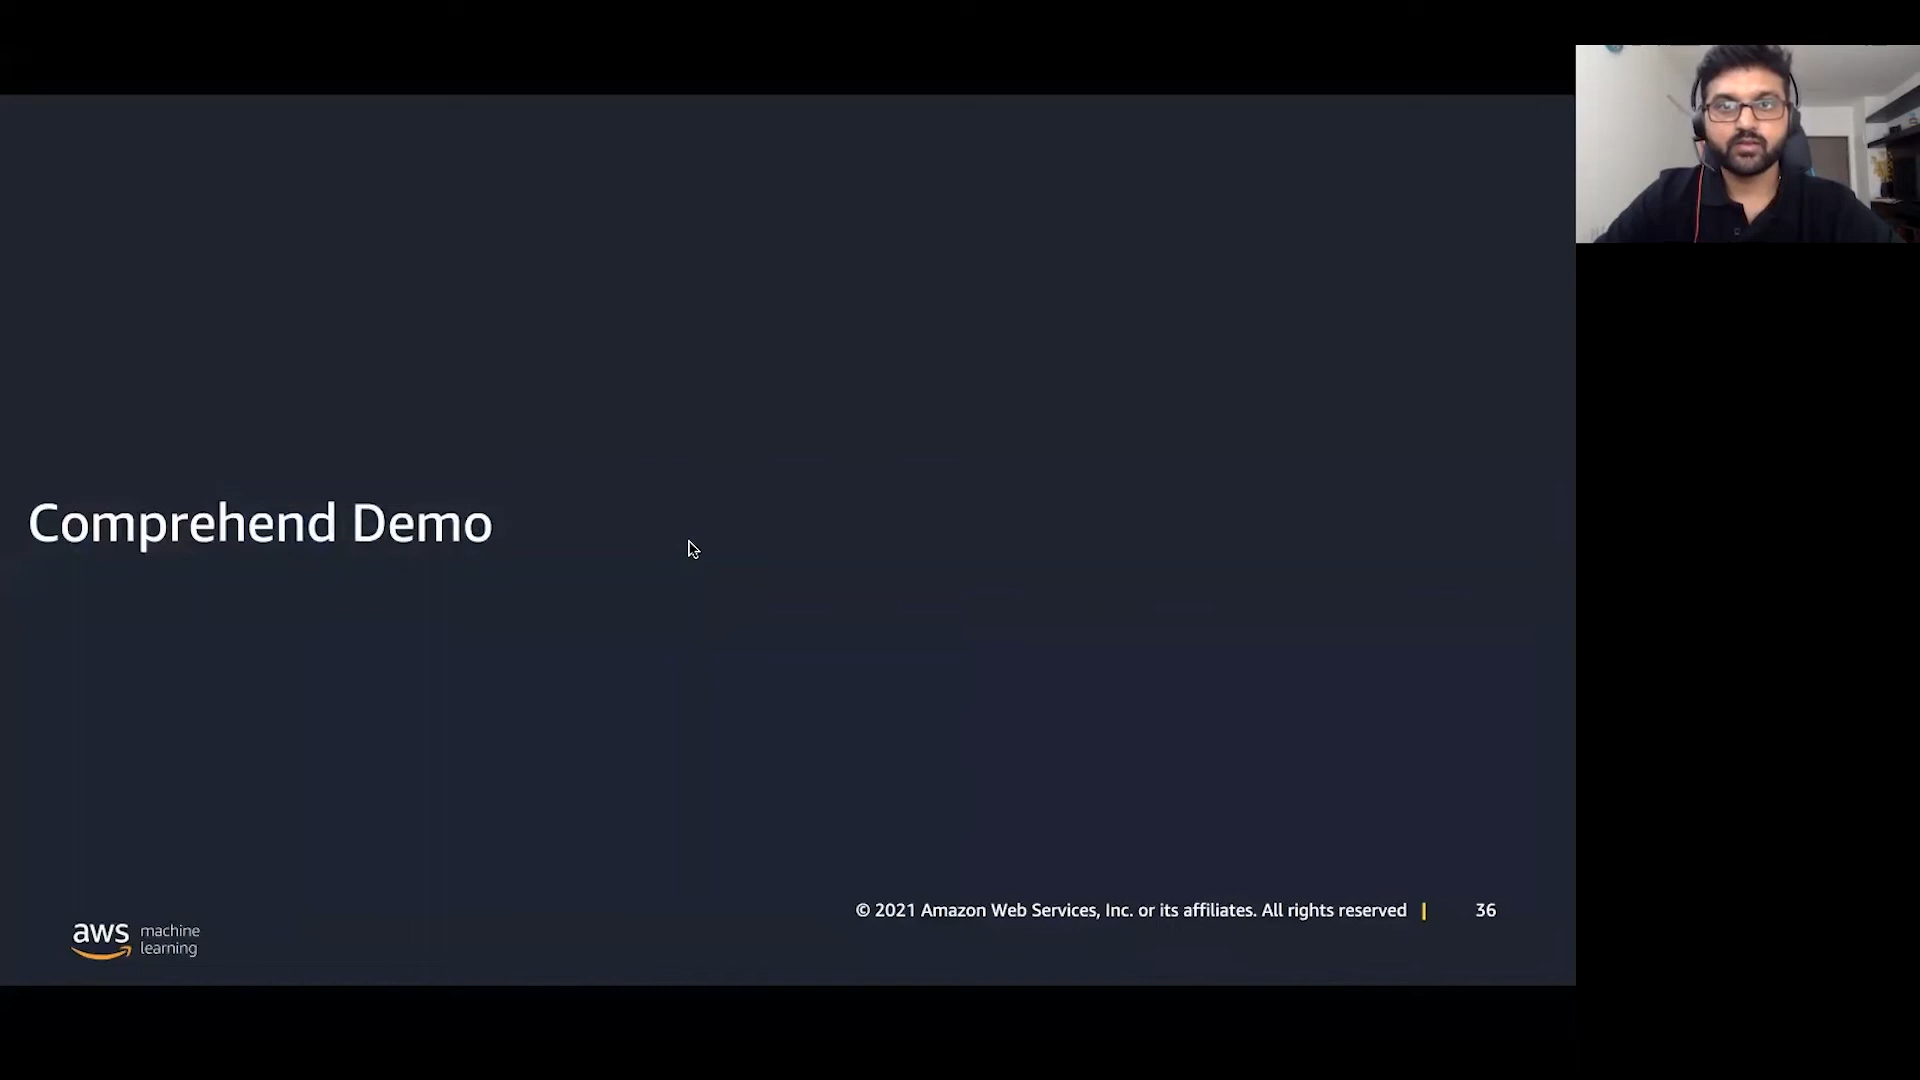 Comprehend Demo
© 2021 Amazon Web Services, Inc. or its affiliates. All rights reserved | 36
aws machine
learning